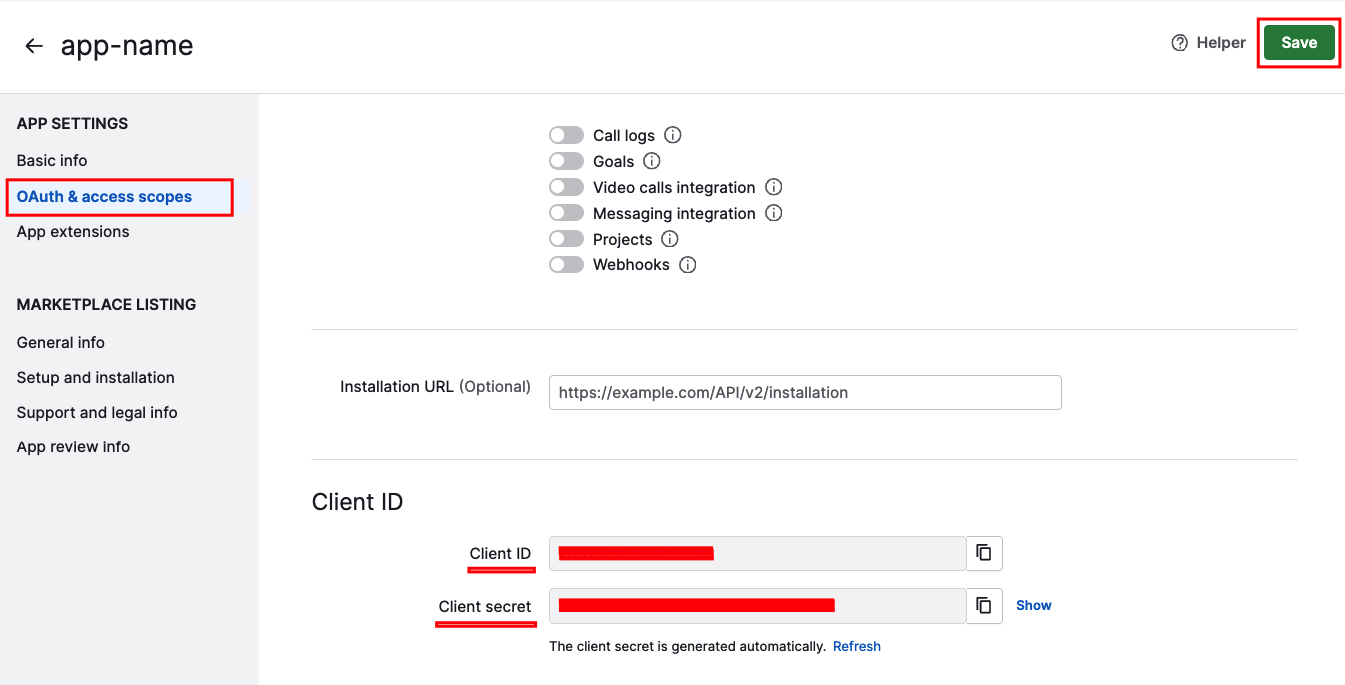 app-name
Helper
Save
APP SETTINGS
Basic info
OAuth & access scopes
App extensions
MARKETPLACE LISTING
General info
Setup and installation
Support and legal info
App review info
Call logs
Goals
Video calls integration
Messaging integration
Projects
Webhooks
Installation URL (Optional)
https://example.com/API/v2/installation
Client ID
Client ID
Client secret
Show
The client secret is generated automatically. Refresh